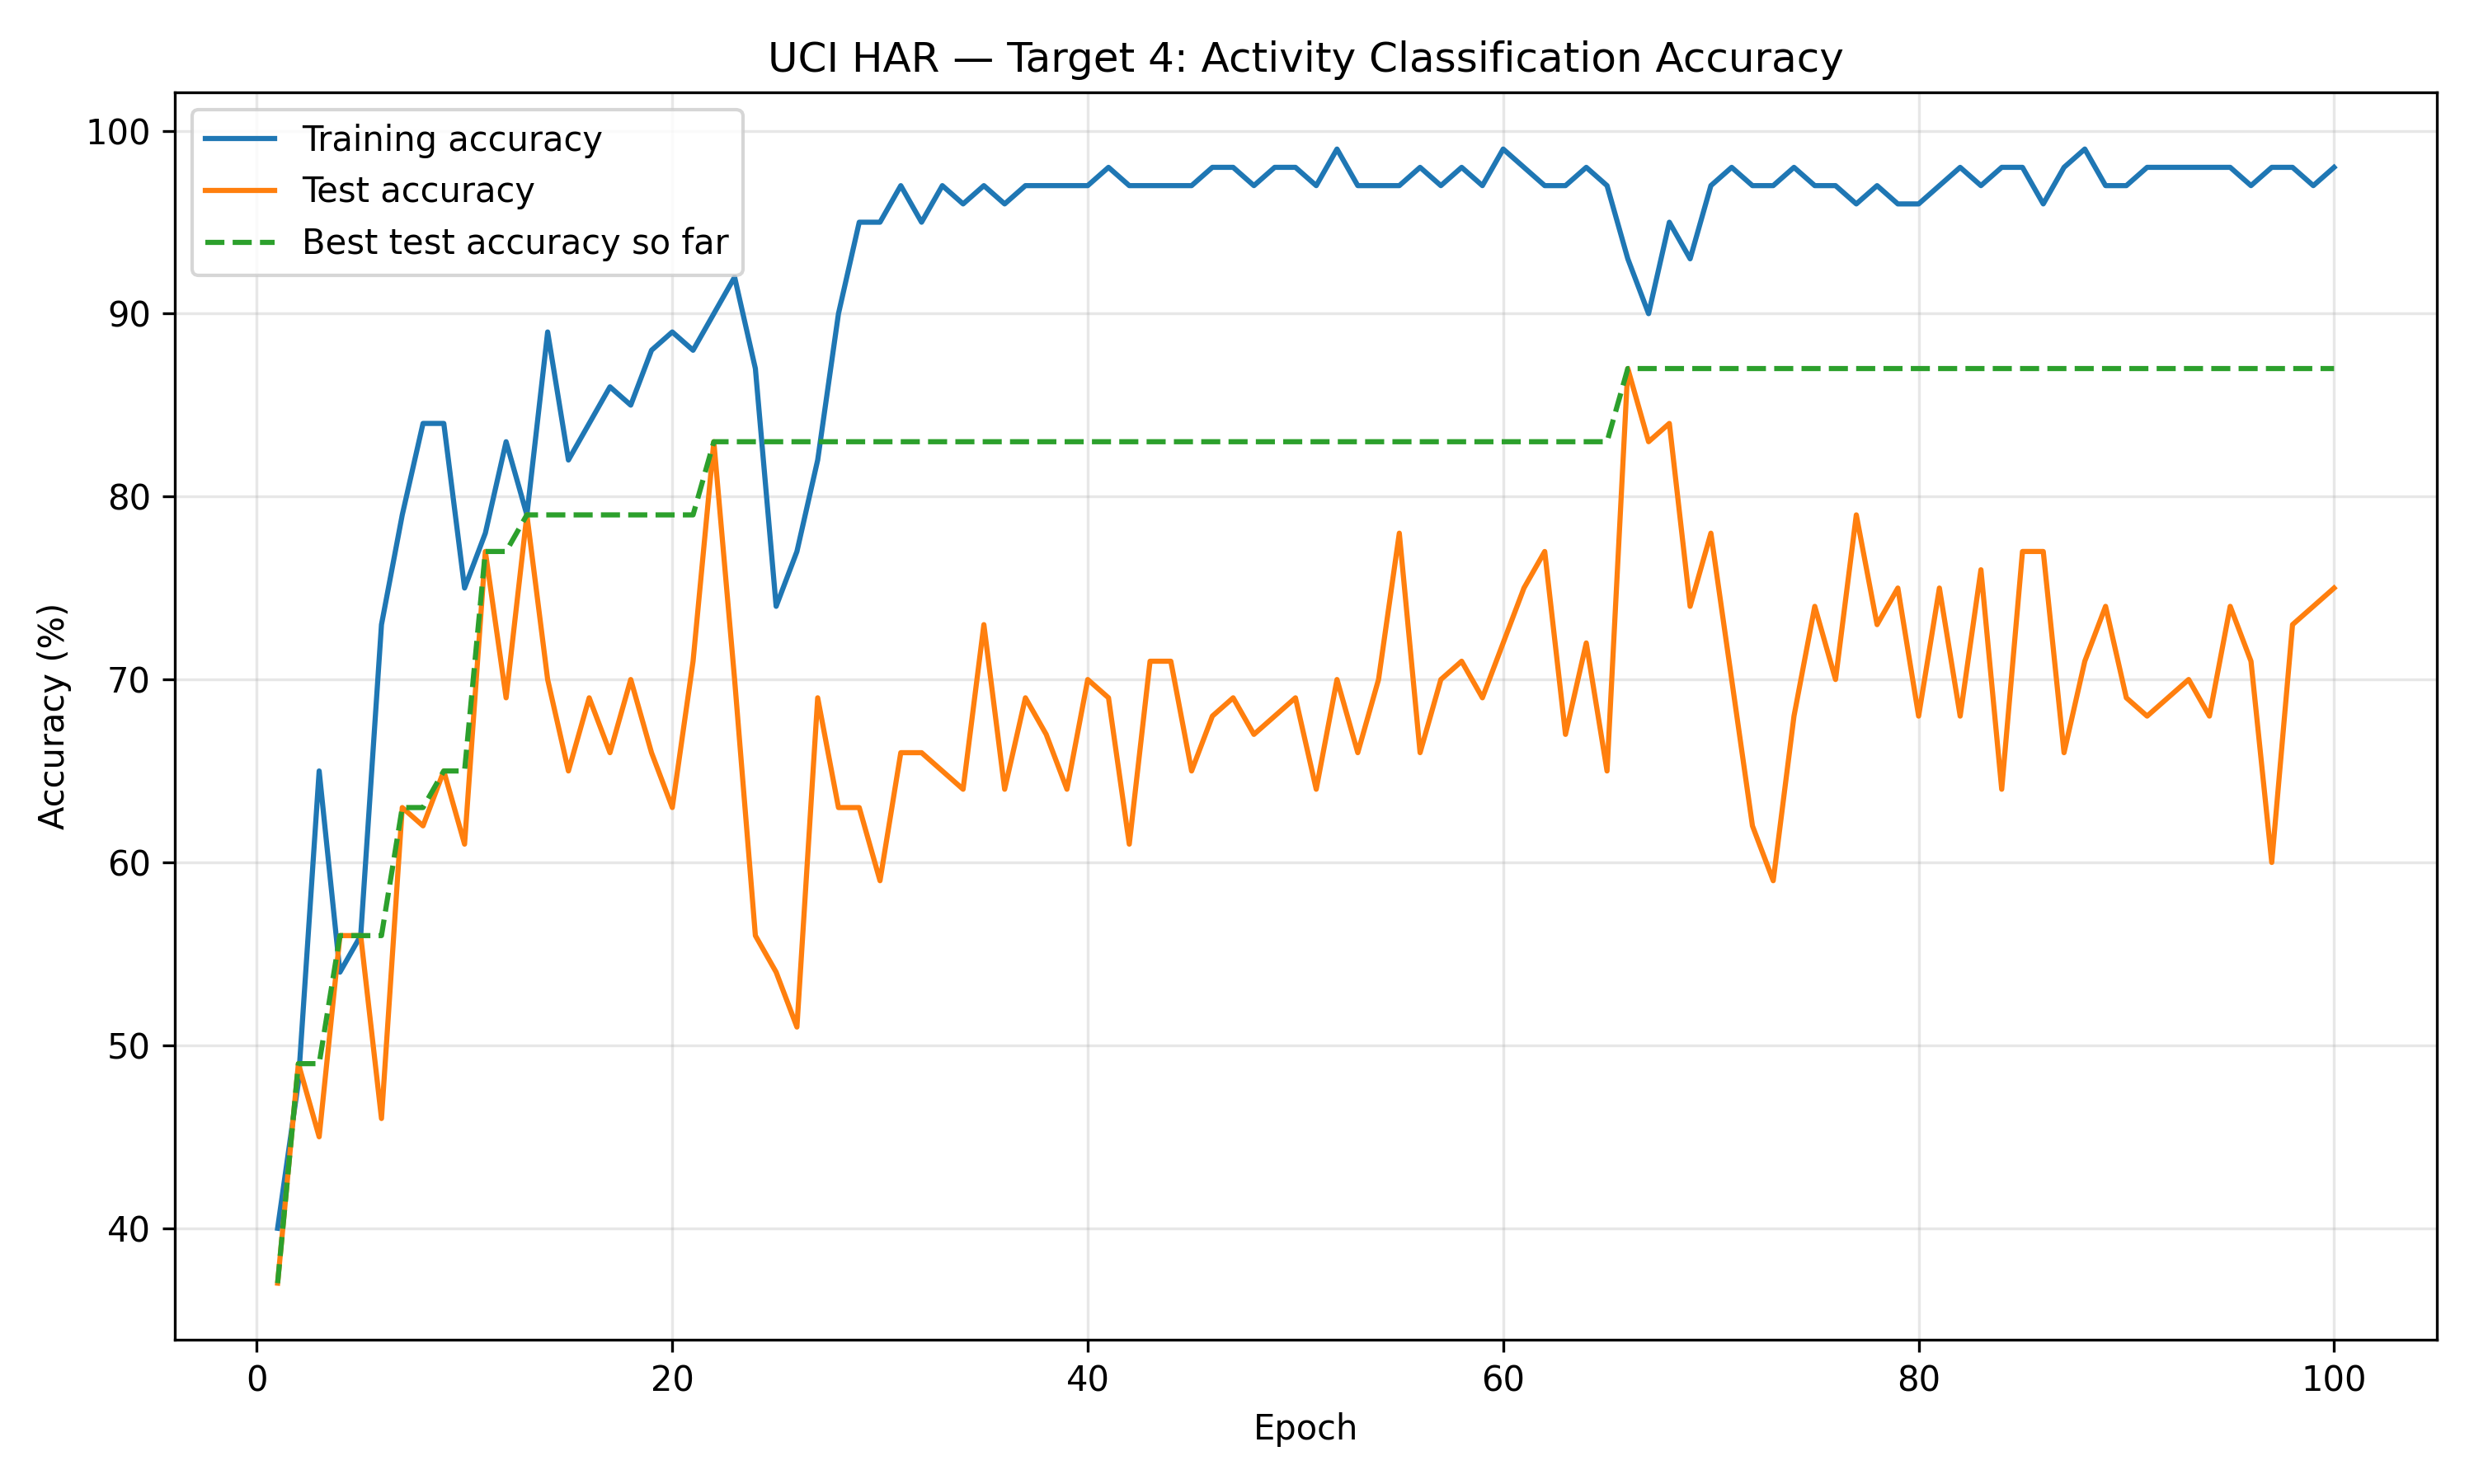 UCI HAR — Target 4: Activity Classification Accuracy
Training accuracy
Test accuracy
Best test accuracy so far
Accuracy (%)
100
90
80
70
60
50
40
0 20 40 60 80 100
Epoch